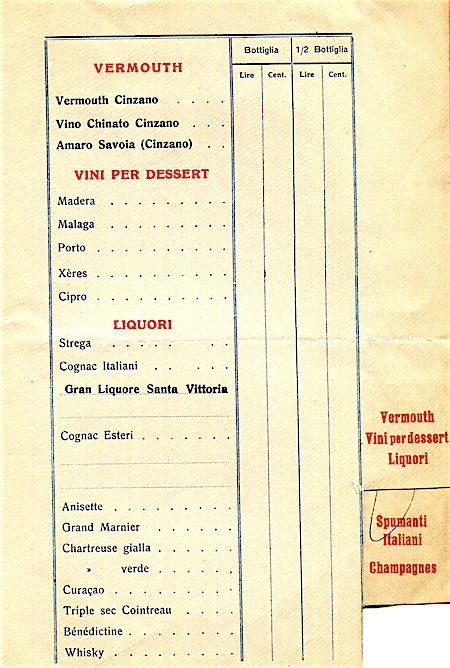 Bottiglia 1/2 Bottiglia
Lire Cent. Lire Cent.
VERMOUTH
Vermouth Cinzano . . . .
Vino Chinato Cinzano . . .
Amaro Savoia (Cinzano) . .
VINI PER DESSERT
Madera . . . . . . . . .
Malaga . . . . . . . . .
Porto . . . . . . . . . .
Xères . . . . . . . . . .
Cipro . . . . . . . . . .
LIQUORI
Strega . . . . . . .
Cognac Italiani . . . . .
Gran Liquore Santa Vittoria
Cognac Esteri . . . . . . .
Anisette . . . . . . . .
Grand Marnier . . . . . .
Chartreuse gialla . . . . . .
» verde . . . . . .
Curaçao . . . . . . . .
Triple sec Cointreau . . . .
Bénédictine . . . . . . . .
Whisky . . . . . . . . .
Vermouth
Vini per dessert
Liquori
Spumanti
Italiani
Champagnes